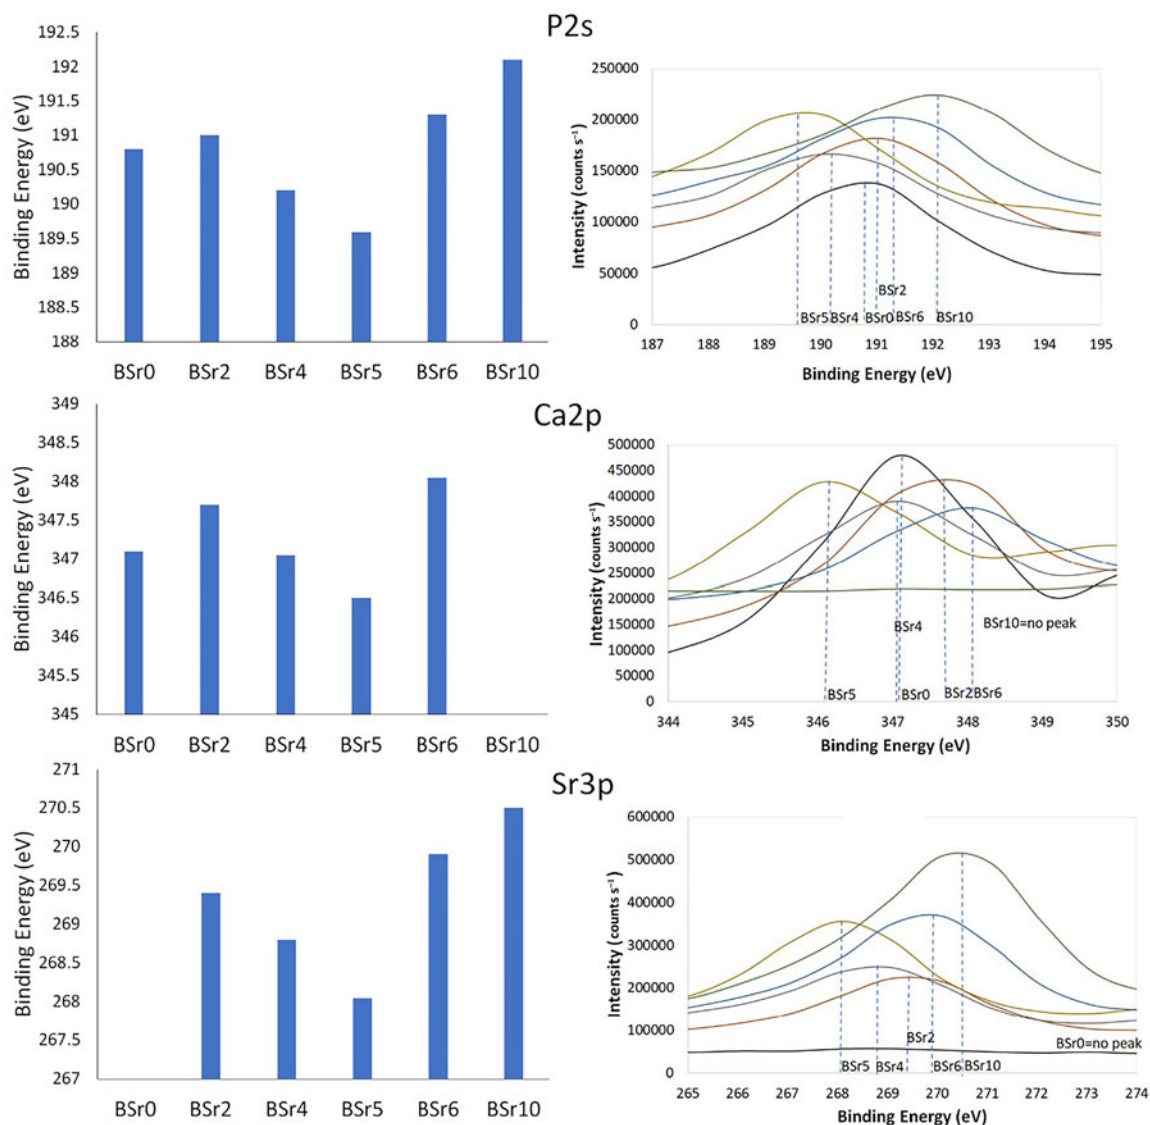 P2s
Binding Energy (eV)
192.5
192
191.5
191
190.5
190
189.5
189
188.5
188
BSr0 BSr2 BSr4 BSr5 BSr6 BSr10
Intensity (counts s⁻¹)
250000
200000
150000
100000
50000
0
BSr2
BSr5 BSr4 BSr0 BSr6 BSr10
187 188 189 190 191 192 193 194 195
Binding Energy (eV)
Ca2p
Binding Energy (eV)
349
348.5
348
347.5
347
346.5
346
345.5
345
BSr0 BSr2 BSr4 BSr5 BSr6 BSr10
Intensity (counts s⁻¹)
500000
450000
400000
350000
300000
250000
200000
150000
100000
50000
0
BSr4
BSr10=no peak
BSr5 BSr0 BSr2 BSr6
344 345 346 347 348 349 350
Binding Energy (eV)
Sr3p
Binding Energy (eV)
271
270.5
270
269.5
269
268.5
268
267.5
267
BSr0 BSr2 BSr4 BSr5 BSr6 BSr10
Intensity (counts s⁻¹)
600000
500000
400000
300000
200000
100000
0
BSr2
BSr0=no peak
BSr5 BSr4 BSr6 BSr10
265 266 267 268 269 270 271 272 273 274
Binding Energy (eV)